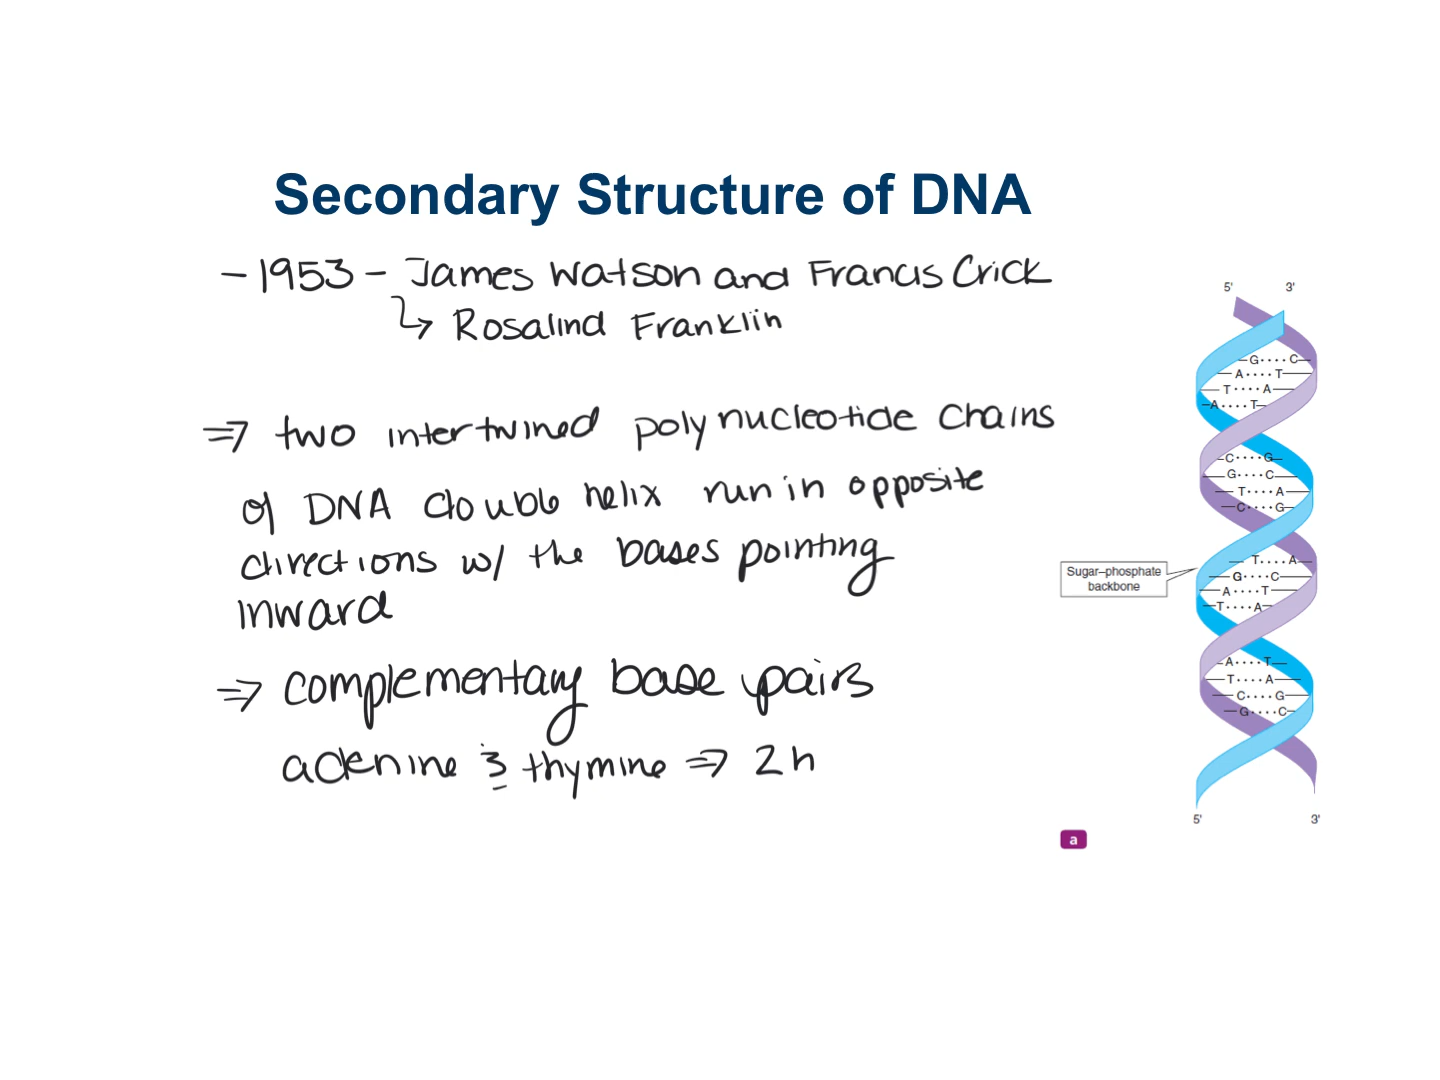 Secondary Structure of DNA
- 1953 - James Watson and Francis Crick
↳ Rosalind Franklin
⇒ two intertwined polynucleotide chains
of DNA double helix run in opposite
directions w/ the bases pointing
inward
⇒ complementary base pairs
adenine & thymine ⇒ 2 h
5' 3'
G····C
A····T
T····A
A····T
C····G
G····C
T····A
C····G
T····A
G····C
A····T
T····A
A····T
T····A
C····G
G····C
Sugar–phosphate
backbone
5' 3'
a